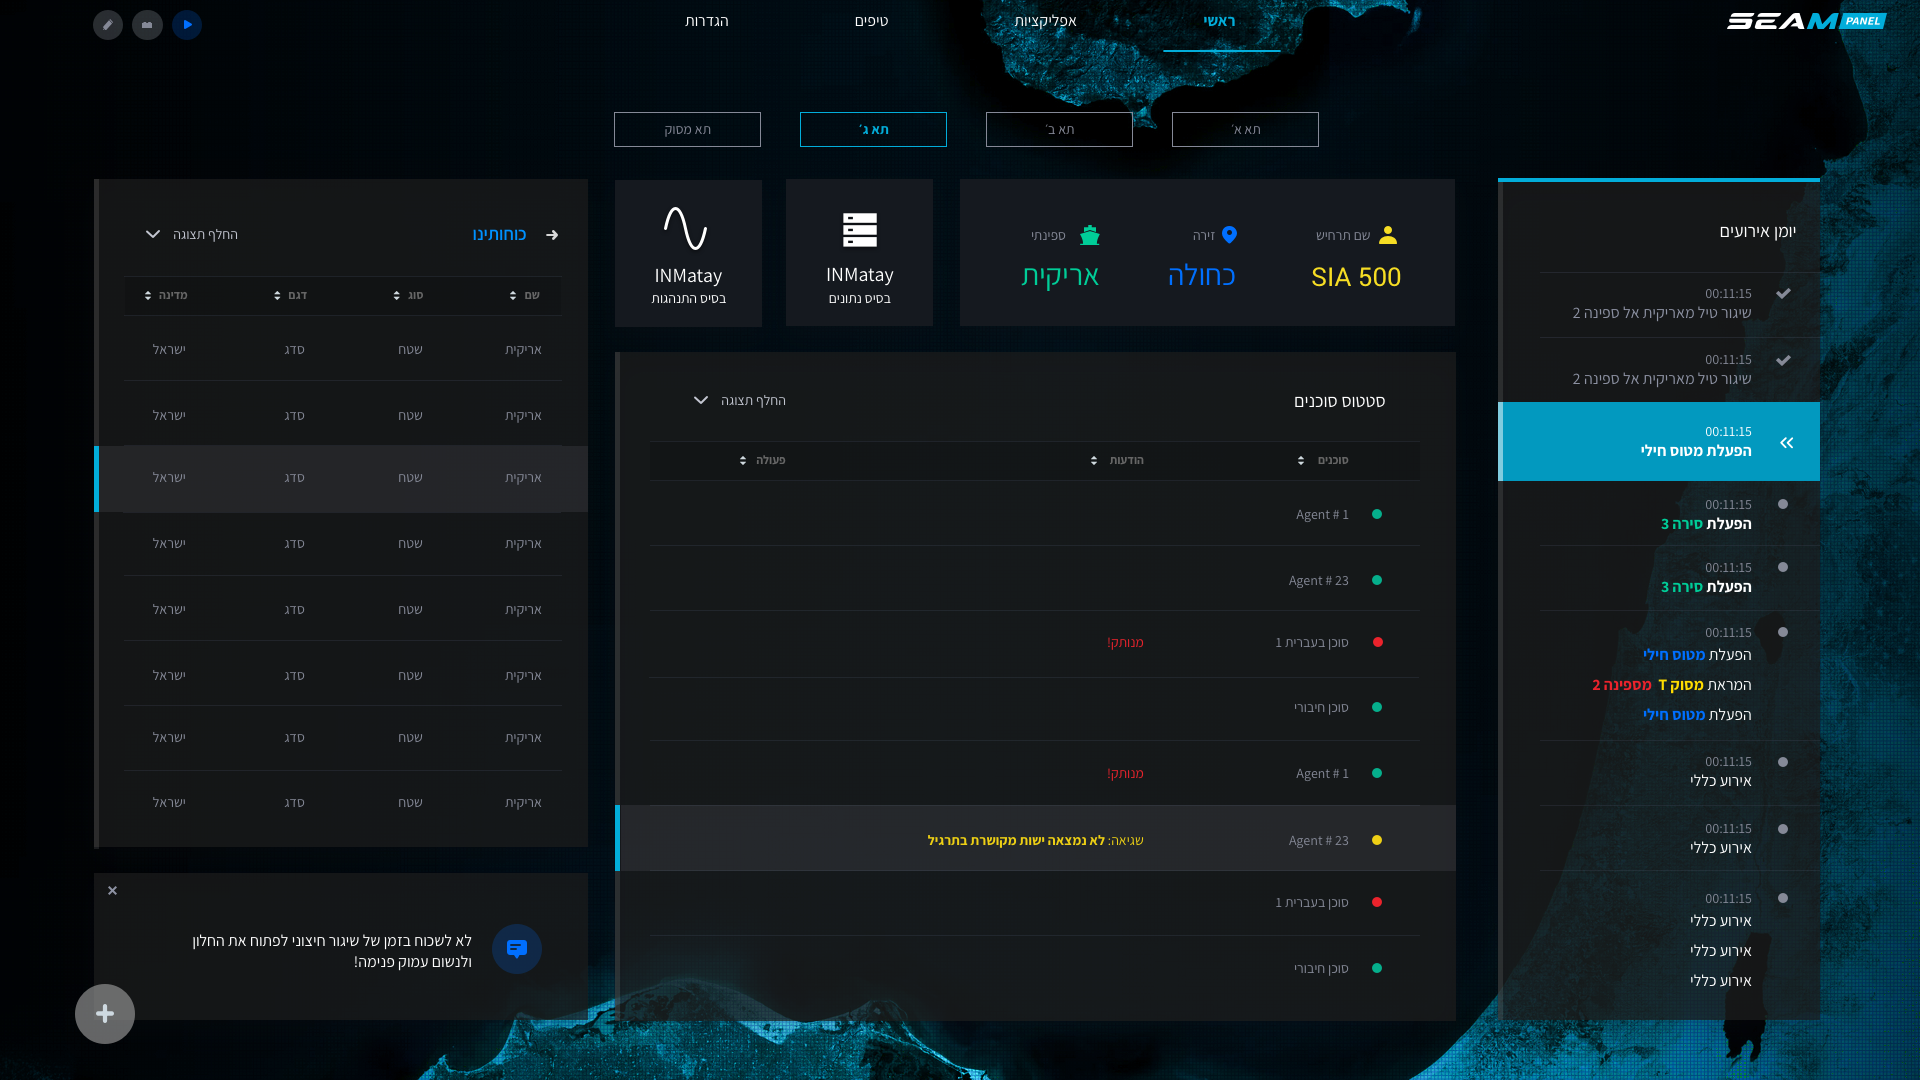 SEAM PANEL
ראשי
אפליקציות
טיפים
הגדרות
תא א׳
תא ב׳
תא ג׳
תא מסוק
יומן אירועים
00:11:15
שיגור טיל מאריקית אל ספינה 2
00:11:15
שיגור טיל מאריקית אל ספינה 2
00:11:15
הפעלת מטוס חילי
00:11:15
הפעלת סירה 3
00:11:15
הפעלת סירה 3
00:11:15
הפעלת מטוס חילי
המראת מסוק T מספינה 2
הפעלת מטוס חילי
00:11:15
אירוע כללי
00:11:15
אירוע כללי
00:11:15
אירוע כללי
אירוע כללי
אירוע כללי
שם תרחיש
SIA 500
זירה
כחולה
ספינתי
אריקית
INMatay
בסיס נתונים
INMatay
בסיס התנהגות
סטטוס סוכנים
החלף תצוגה
סוכנים הודעות פעולה
Agent # 1
Agent # 23
סוכן בעברית 1 מנותק!
סוכן חיבורי
Agent # 1 מנותק!
Agent # 23 שגיאה: לא נמצאה ישות מקושרת בתרגיל
סוכן בעברית 1
סוכן חיבורי
כוחותינו
החלף תצוגה
שם סוג דגם מדינה
אריקית שטח סדג ישראל
אריקית שטח סדג ישראל
אריקית שטח סדג ישראל
אריקית שטח סדג ישראל
אריקית שטח סדג ישראל
אריקית שטח סדג ישראל
אריקית שטח סדג ישראל
אריקית שטח סדג ישראל
לא לשכוח בזמן של שיגור חיצוני לפתוח את החלון
ולנשום עמוק פנימה!